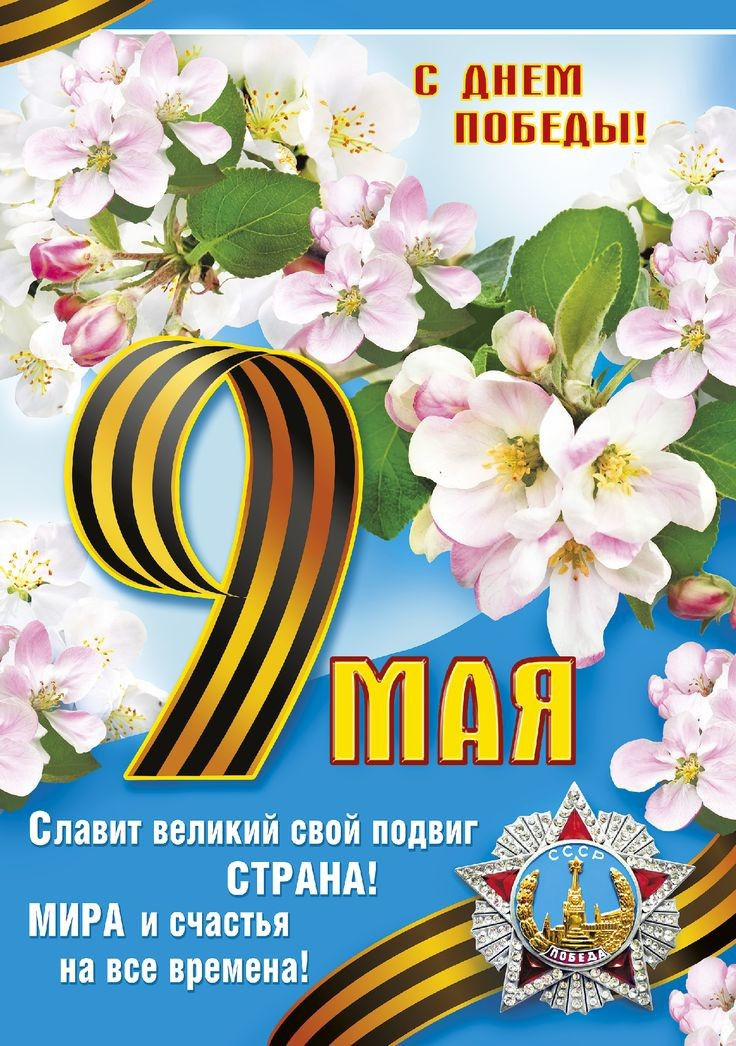 С ДНЕМ
ПОБЕДЫ!
9
МАЯ
Славит великий свой подвиг
СТРАНА!
МИРА и счастья
на все времена!
СССР
ПОБЕДА